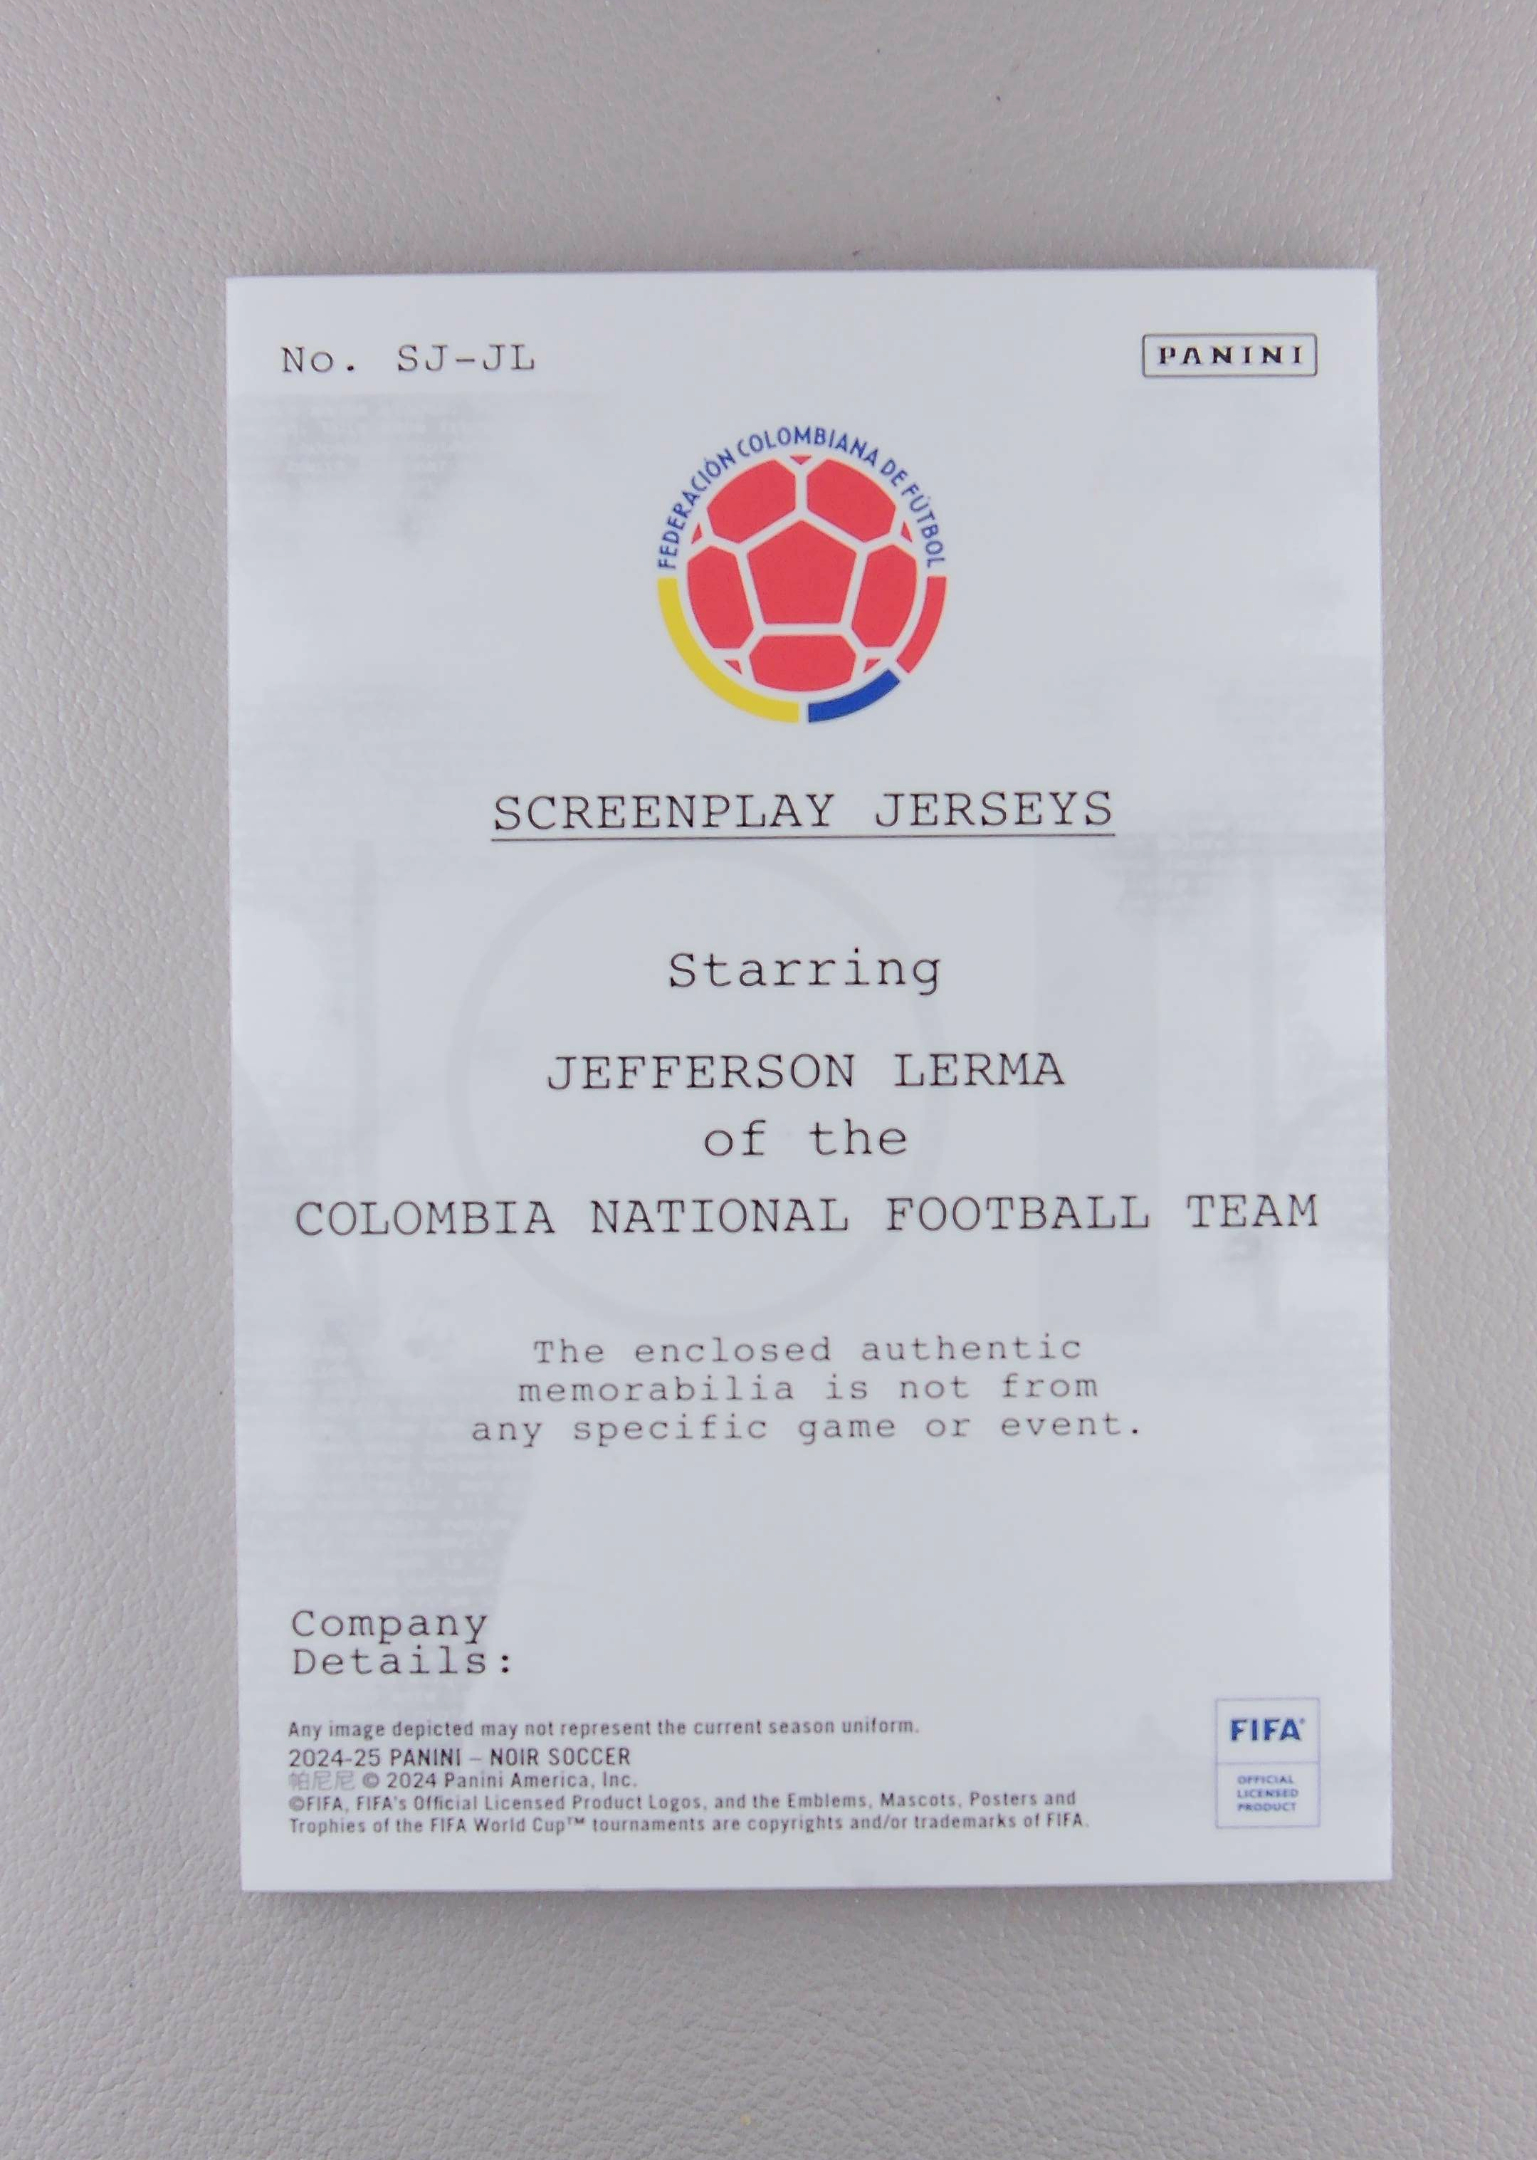 No. SJ-JL
PANINI
FEDERACIÓN COLOMBIANA DE FÚTBOL
SCREENPLAY JERSEYS
Starring
JEFFERSON LERMA
of the
COLOMBIA NATIONAL FOOTBALL TEAM
The enclosed authentic
memorabilia is not from
any specific game or event.
Company
Details:
Any image depicted may not represent the current season uniform.
2024-25 PANINI – NOIR SOCCER
帕尼尼 © 2024 Panini America, Inc.
©FIFA, FIFA's Official Licensed Product Logos, and the Emblems, Mascots, Posters and
Trophies of the FIFA World Cup™ tournaments are copyrights and/or trademarks of FIFA.
FIFA®
OFFICIAL
LICENSED
PRODUCT